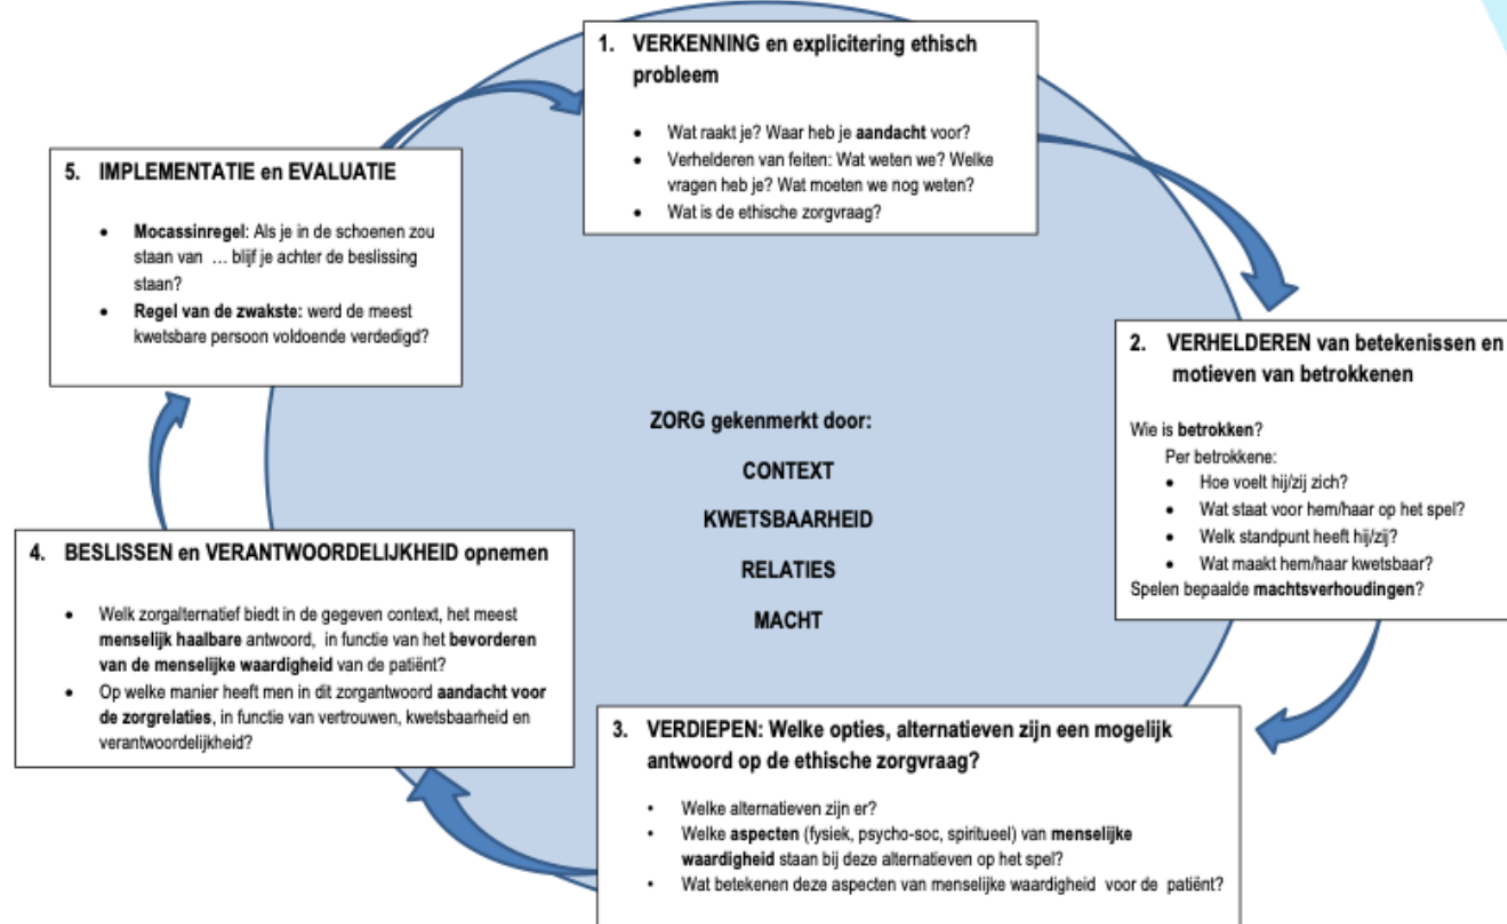 1. VERKENNING en explicitering ethisch
probleem
• Wat raakt je? Waar heb je aandacht voor?
• Verhelderen van feiten: Wat weten we? Welke
vragen heb je? Wat moeten we nog weten?
• Wat is de ethische zorgvraag?
2. VERHELDEREN van betekenissen en
motieven van betrokkenen
Wie is betrokken?
Per betrokkene:
• Hoe voelt hij/zij zich?
• Wat staat voor hem/haar op het spel?
• Welk standpunt heeft hij/zij?
• Wat maakt hem/haar kwetsbaar?
Spelen bepaalde machtsverhoudingen?
3. VERDIEPEN: Welke opties, alternatieven zijn een mogelijk
antwoord op de ethische zorgvraag?
• Welke alternatieven zijn er?
• Welke aspecten (fysiek, psycho-soc, spiritueel) van menselijke
waardigheid staan bij deze alternatieven op het spel?
• Wat betekenen deze aspecten van menselijke waardigheid voor de patiënt?
4. BESLISSEN en VERANTWOORDELIJKHEID opnemen
• Welk zorgalternatief biedt in de gegeven context, het meest
menselijk haalbare antwoord, in functie van het bevorderen
van de menselijke waardigheid van de patiënt?
• Op welke manier heeft men in dit zorgantwoord aandacht voor
de zorgrelaties, in functie van vertrouwen, kwetsbaarheid en
verantwoordelijkheid?
5. IMPLEMENTATIE en EVALUATIE
• Mocassinregel: Als je in de schoenen zou
staan van … blijf je achter de beslissing
staan?
• Regel van de zwakste: werd de meest
kwetsbare persoon voldoende verdedigd?
ZORG gekenmerkt door:
CONTEXT
KWETSBAARHEID
RELATIES
MACHT